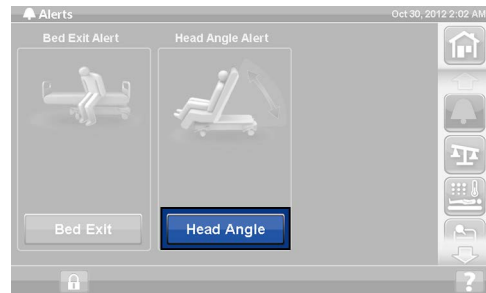 Alerts
Oct 30, 2012 2:02 AM
Bed Exit Alert
Head Angle Alert
Bed Exit
Head Angle
?